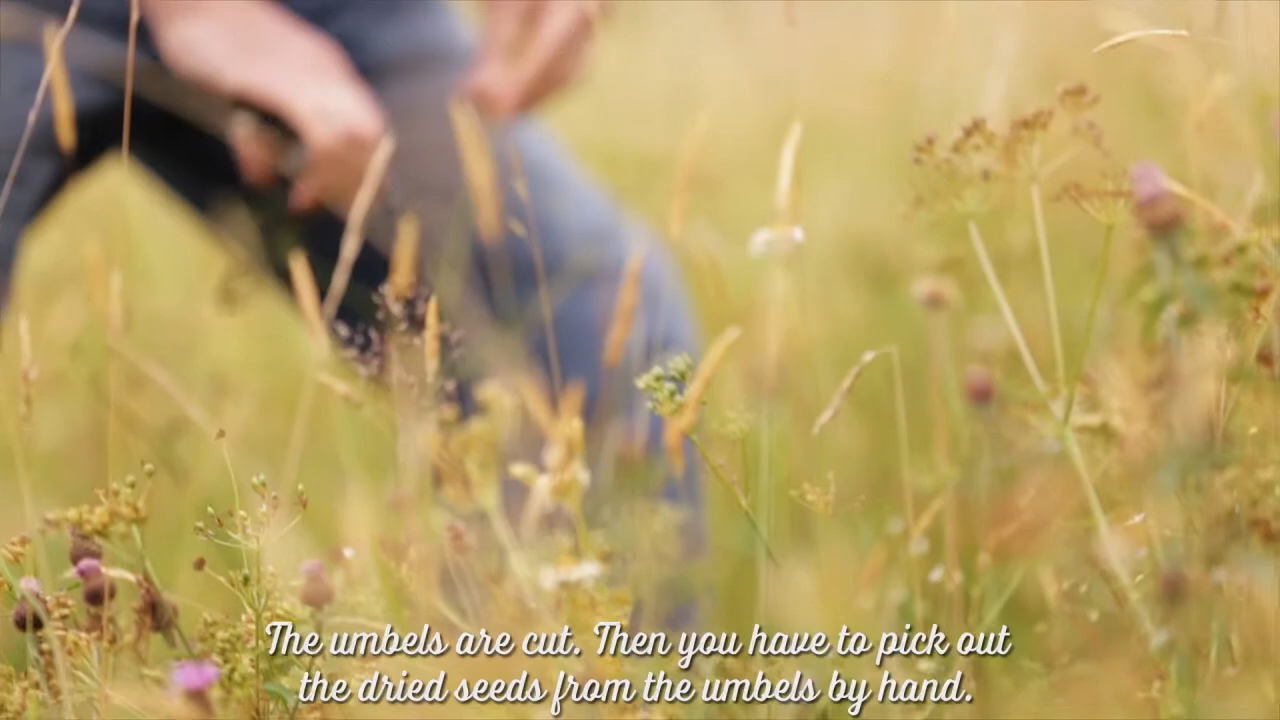 The umbels are cut. Then you have to pick out
the dried seeds from the umbels by hand.